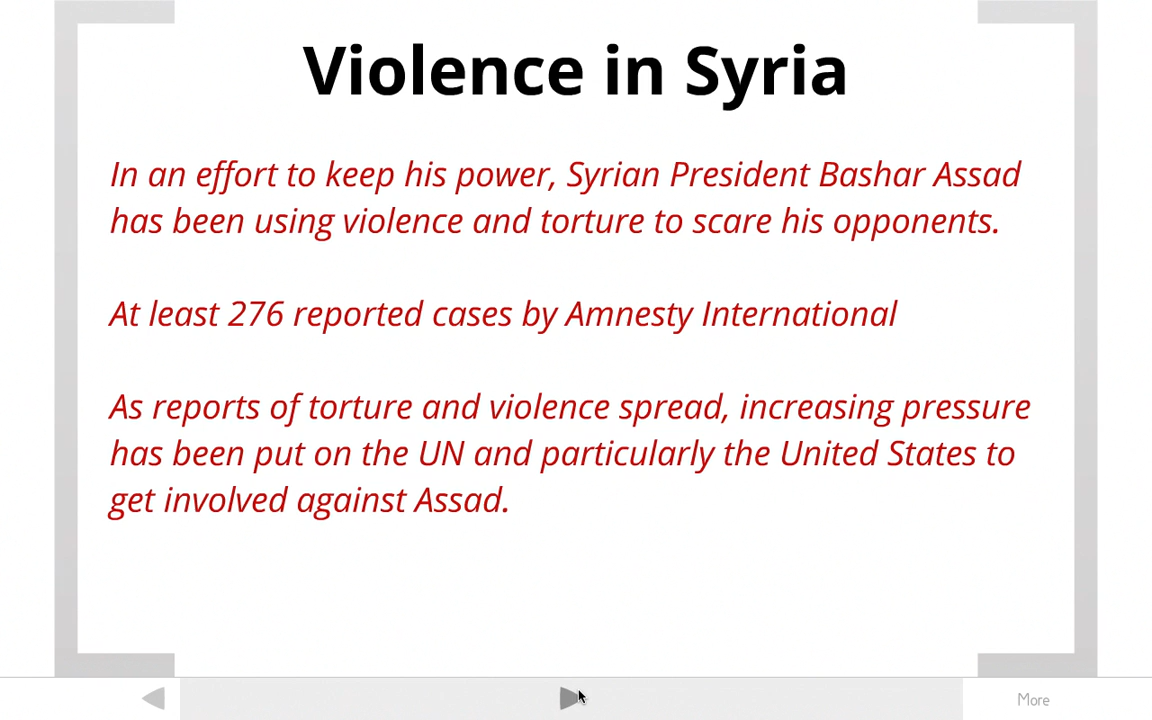 Violence in Syria
In an effort to keep his power, Syrian President Bashar Assad
has been using violence and torture to scare his opponents.
At least 276 reported cases by Amnesty International
As reports of torture and violence spread, increasing pressure
has been put on the UN and particularly the United States to
get involved against Assad.
More